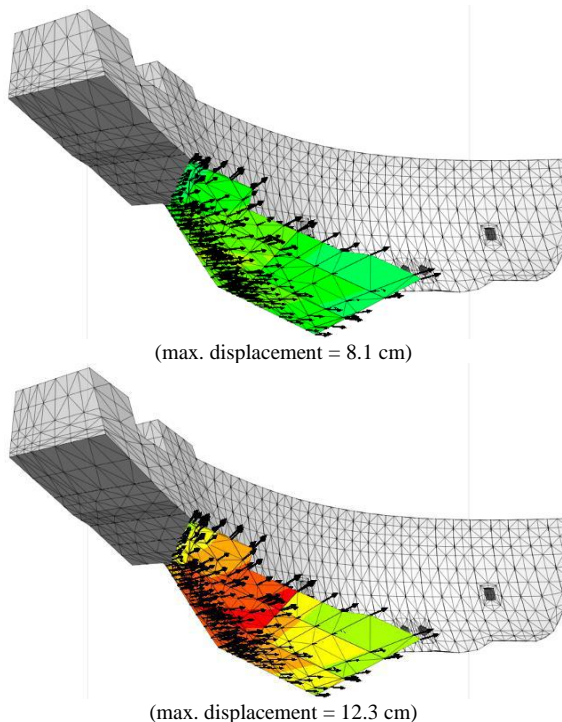 (max. displacement = 8.1 cm)
(max. displacement = 12.3 cm)